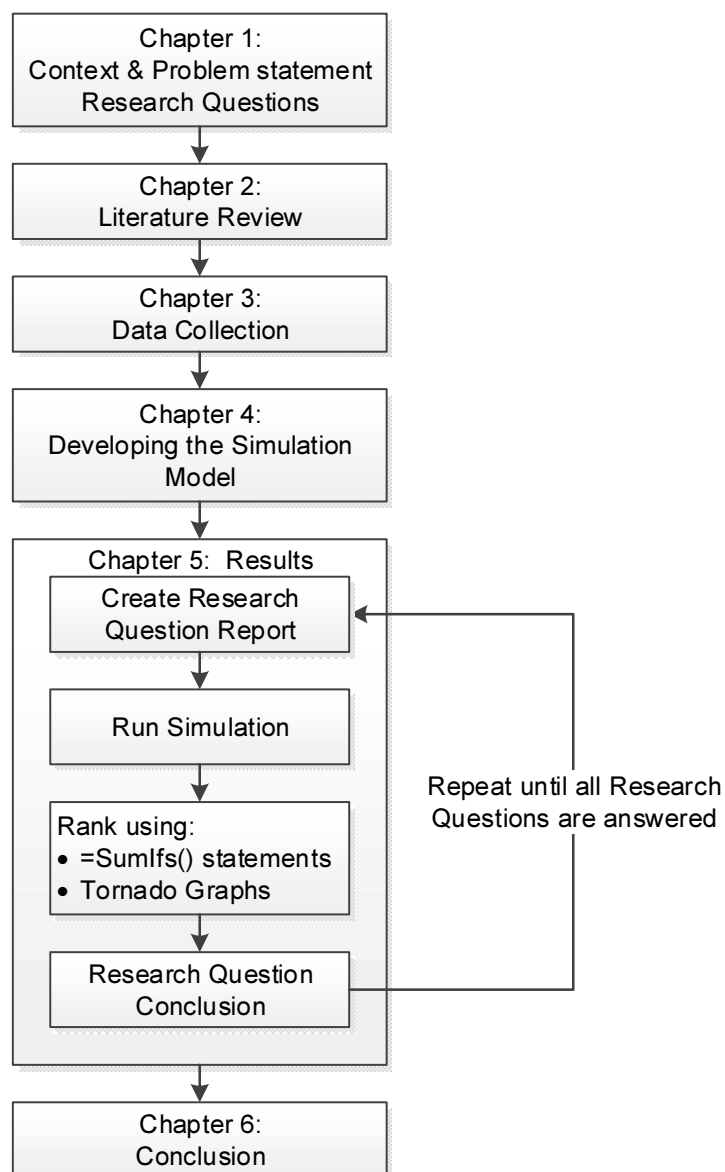 Chapter 1:
Context & Problem statement
Research Questions
Chapter 2:
Literature Review
Chapter 3:
Data Collection
Chapter 4:
Developing the Simulation
Model
Chapter 5:  Results
Create Research
Question Report
Run Simulation
Rank using:
• =SumIfs() statements
• Tornado Graphs
Research Question
Conclusion
Repeat until all Research
Questions are answered
Chapter 6:
Conclusion